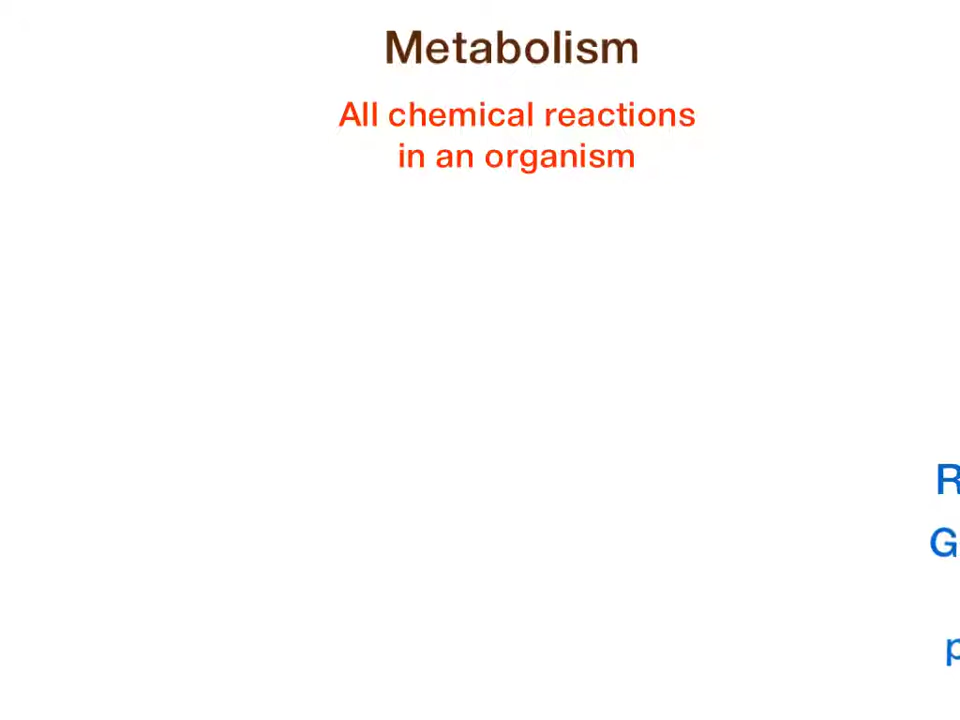 Metabolism
All chemical reactions
in an organism
R
G
p